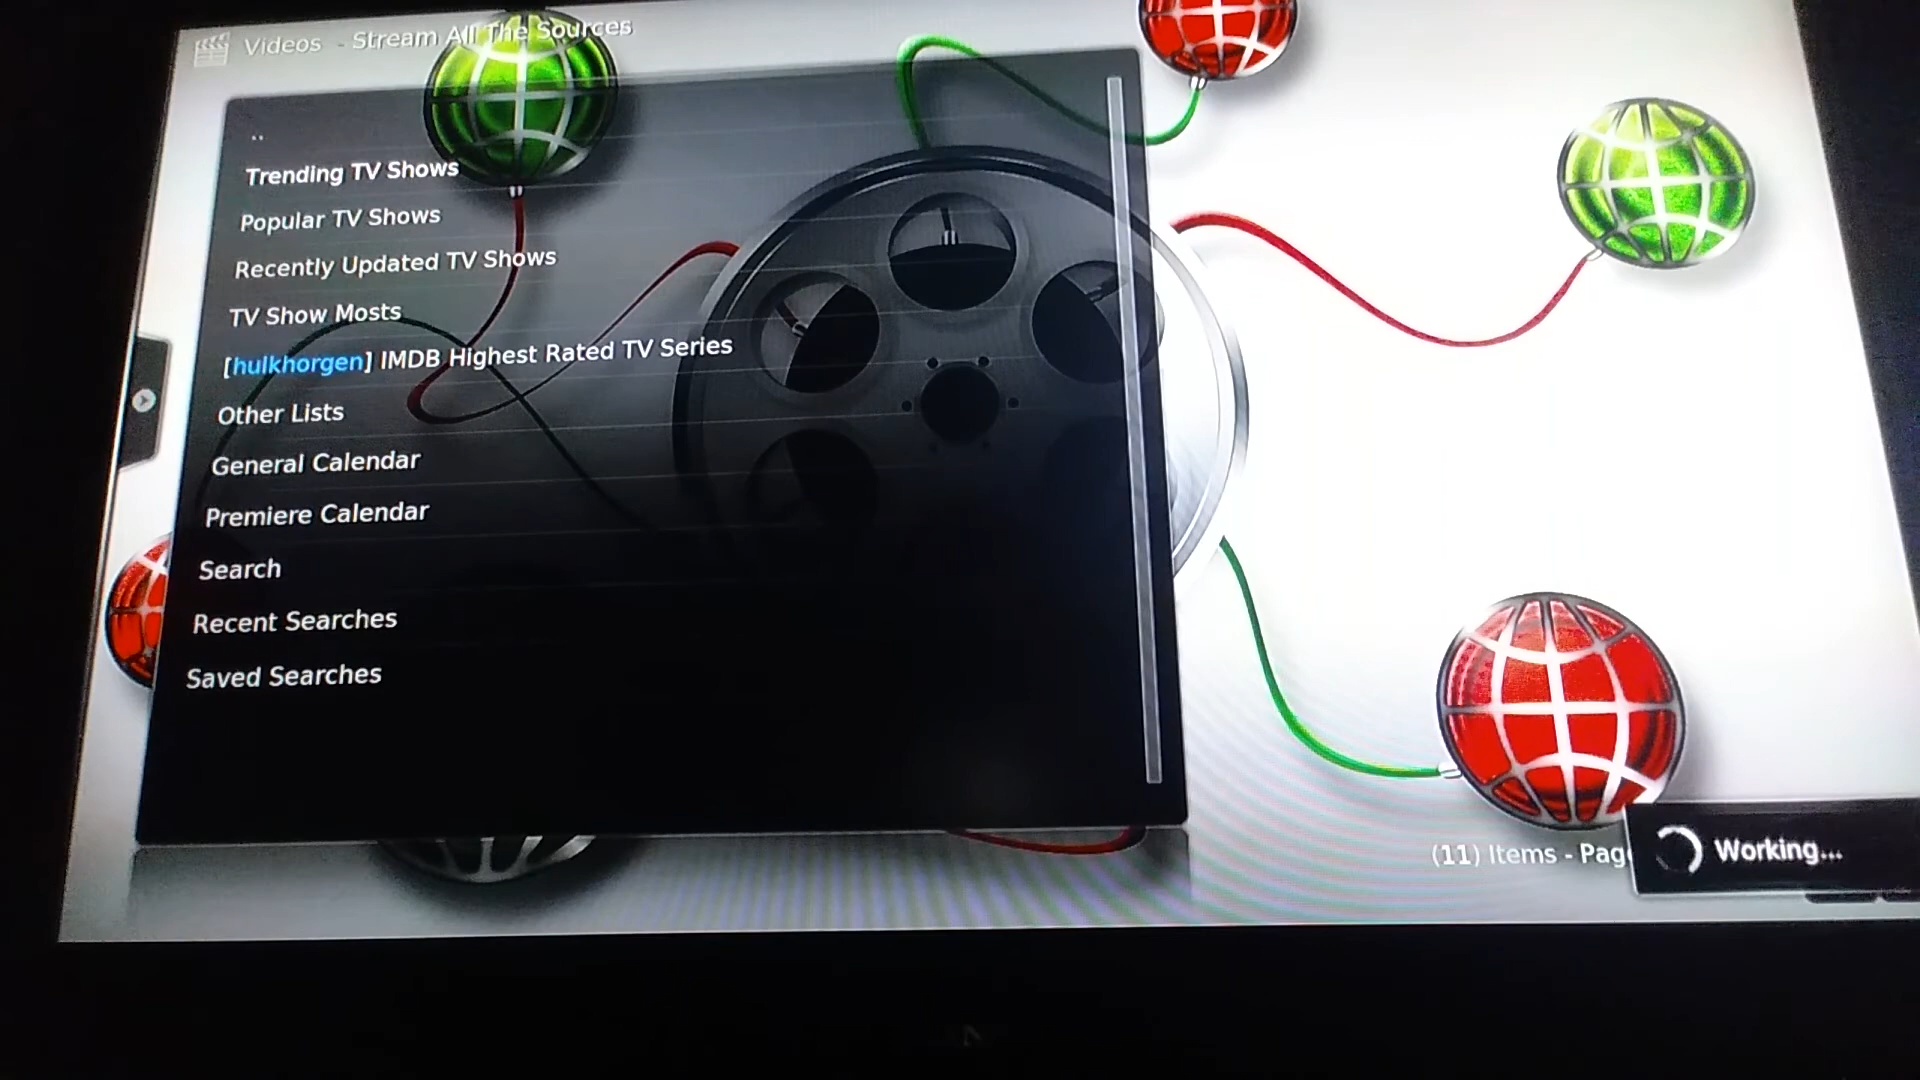 Videos - Stream All The Sources
..
Trending TV Shows
Popular TV Shows
Recently Updated TV Shows
TV Show Mosts
[hulkhorgen] IMDB Highest Rated TV Series
Other Lists
General Calendar
Premiere Calendar
Search
Recent Searches
Saved Searches
(11) Items - Pag
Working...